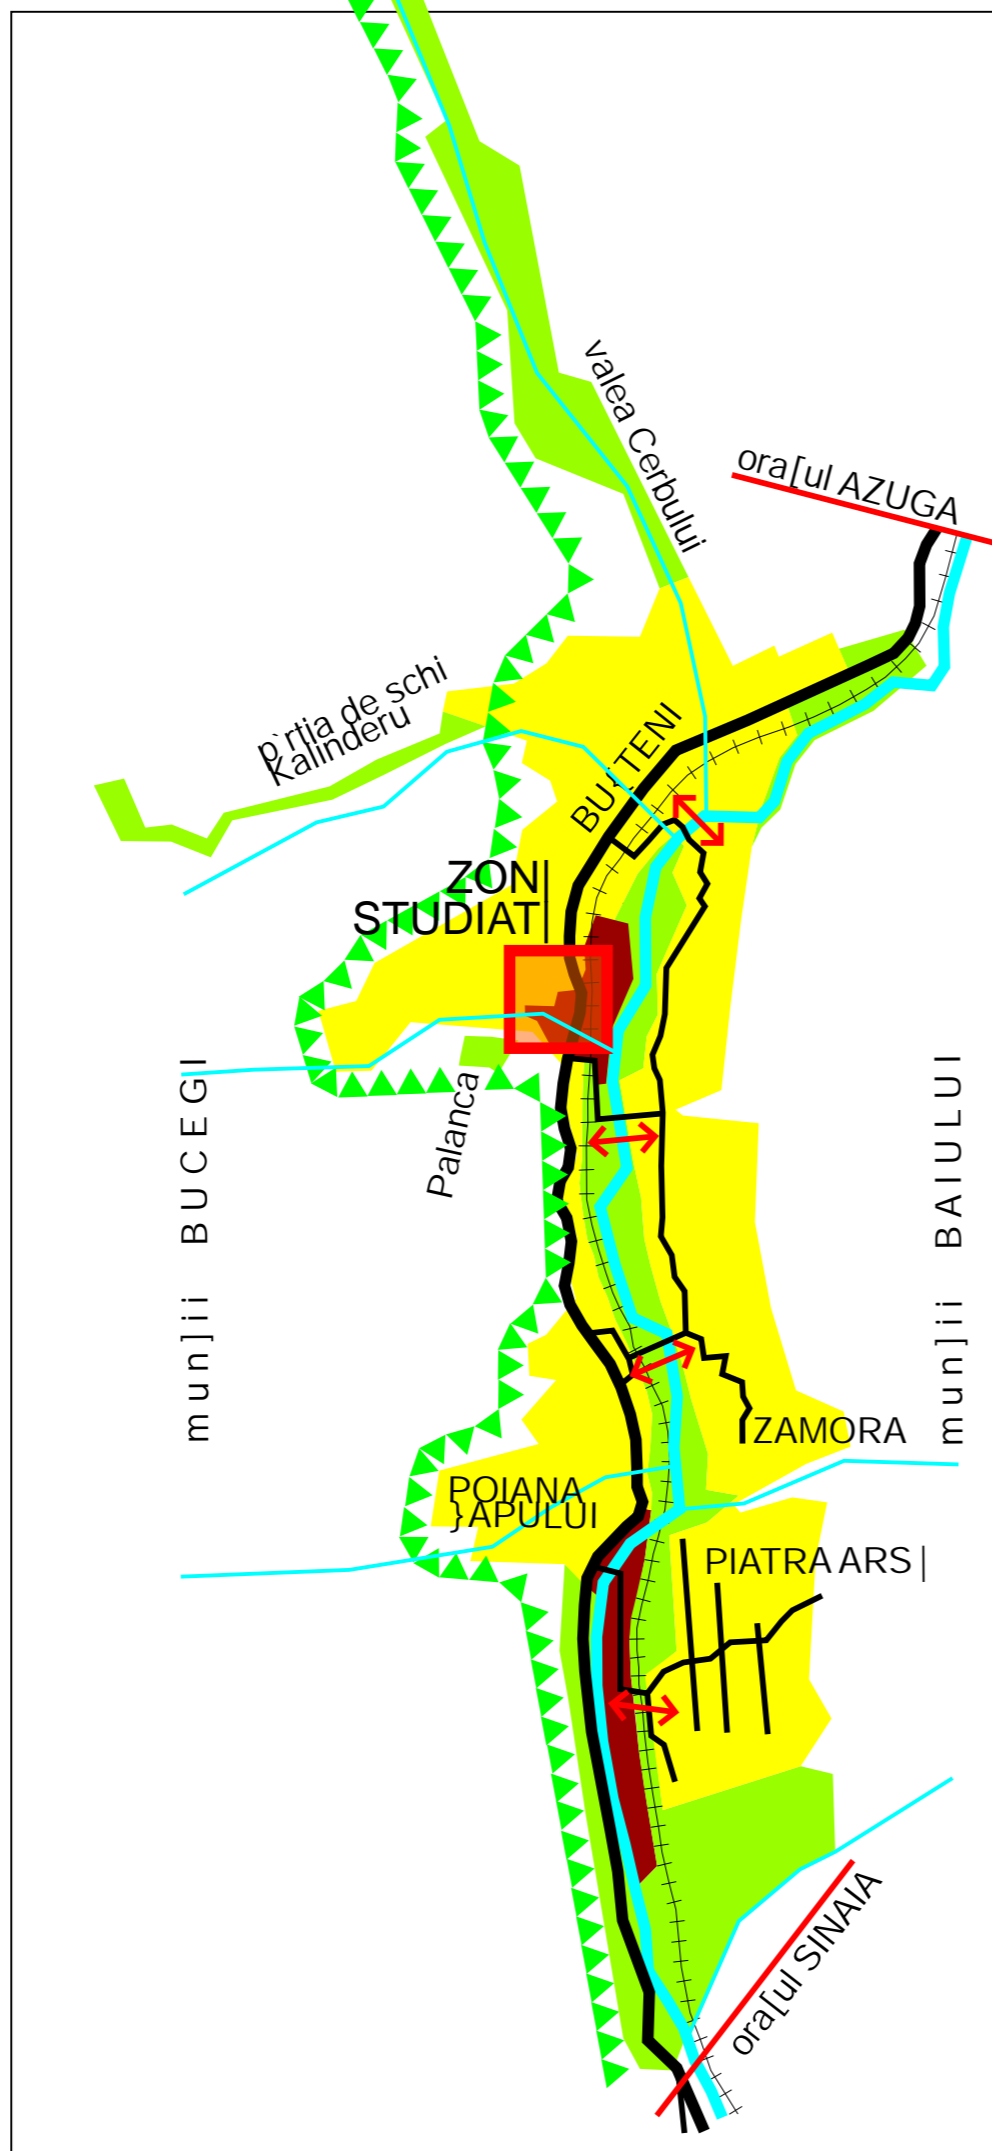 valea Cerbului
ora[ul AZUGA
p`rtia de schi
Kalinderu
BU{TENI
ZON|
STUDIAT|
Palanca
mun]ii BUCEGI
mun]ii BAIULUI
ZAMORA
POIANA
}APULUI
PIATRA ARS|
ora[ul SINAIA